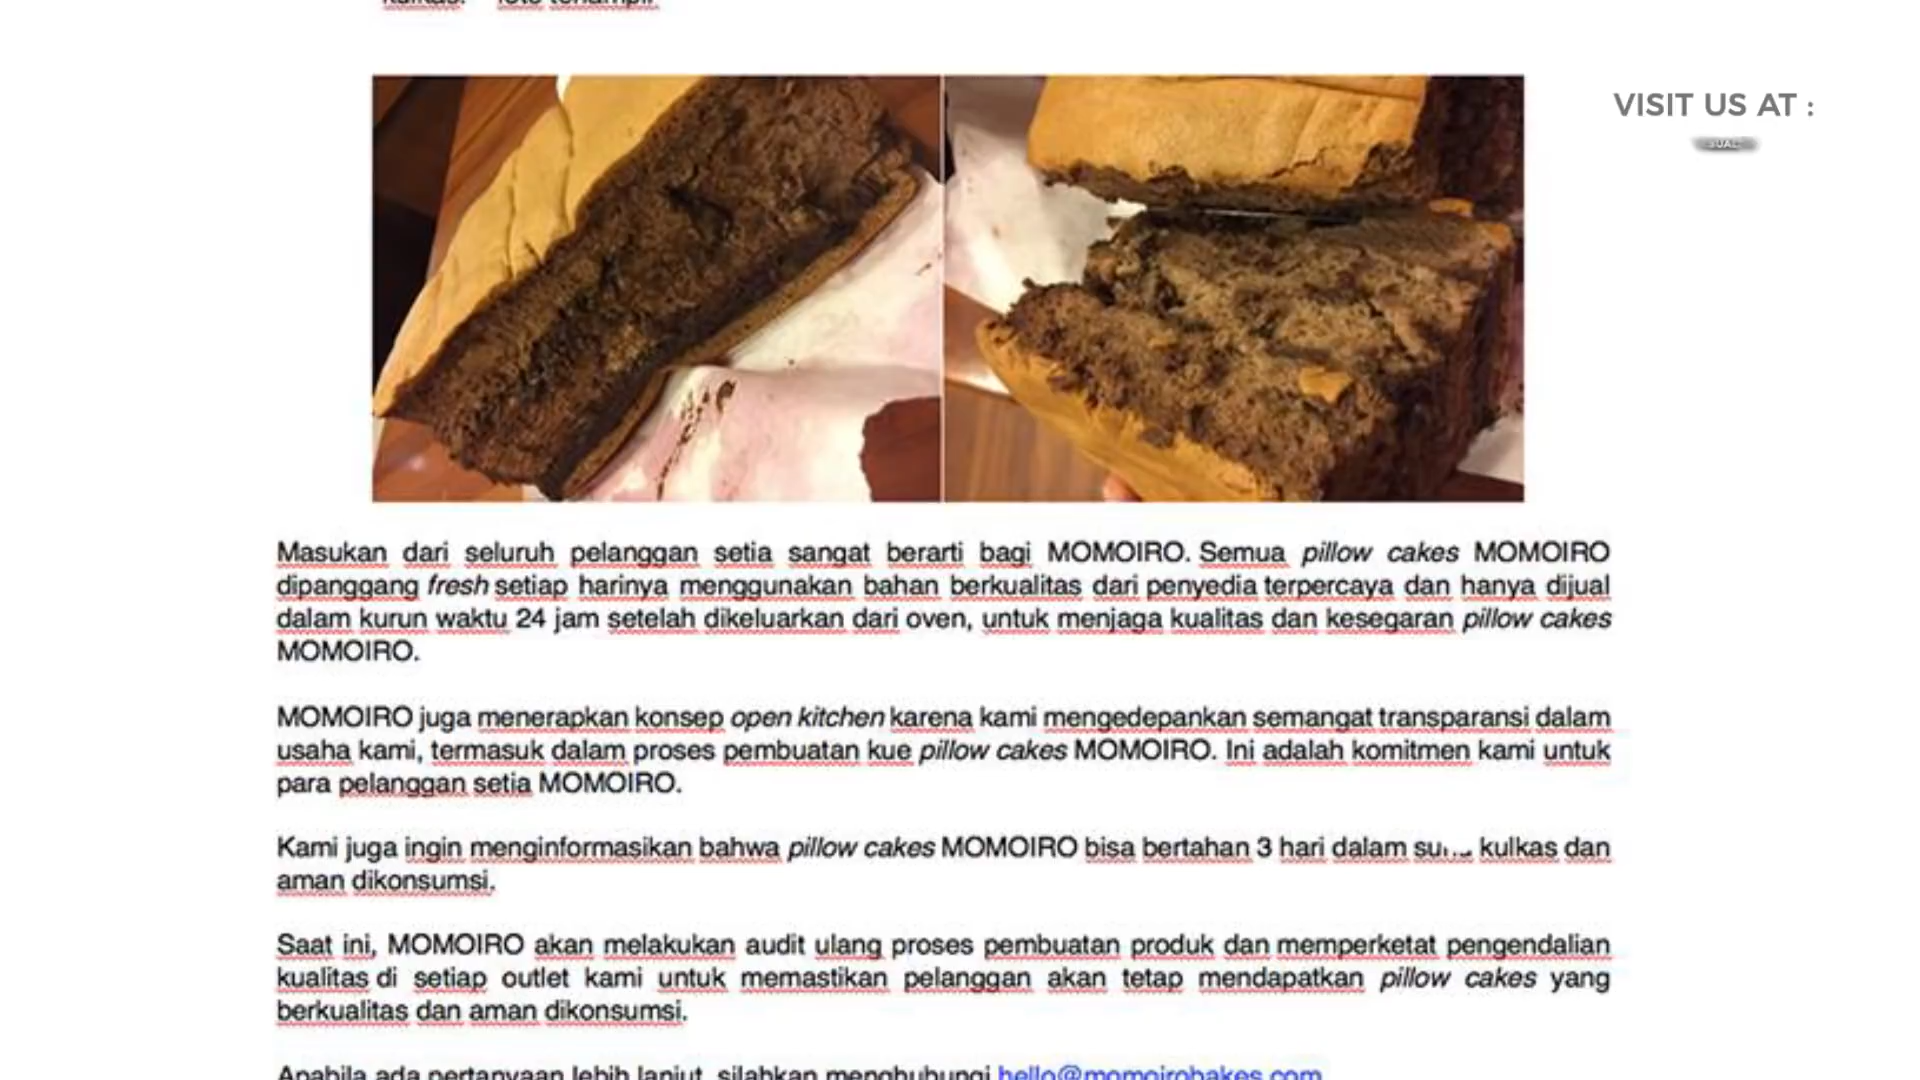 VISIT US AT :
Masukan dari seluruh pelanggan setia sangat berarti bagi MOMOIRO. Semua pillow cakes MOMOIRO
dipanggang fresh setiap harinya menggunakan bahan berkualitas dari penyedia terpercaya dan hanya dijual
dalam kurun waktu 24 jam setelah dikeluarkan dari oven, untuk menjaga kualitas dan kesegaran pillow cakes
MOMOIRO.
MOMOIRO juga menerapkan konsep open kitchen karena kami mengedepankan semangat transparansi dalam
usaha kami, termasuk dalam proses pembuatan kue pillow cakes MOMOIRO. Ini adalah komitmen kami untuk
para pelanggan setia MOMOIRO.
Kami juga ingin menginformasikan bahwa pillow cakes MOMOIRO bisa bertahan 3 hari dalam kulkas dan
aman dikonsumsi.
Saat ini, MOMOIRO akan melakukan audit ulang proses pembuatan produk dan memperketat pengendalian
kualitas di setiap outlet kami untuk memastikan pelanggan akan tetap mendapatkan pillow cakes yang
berkualitas dan aman dikonsumsi.
Apabila ada pertanyaan lebih lanjut, silahkan menghubungi hello@momoirobakes.com